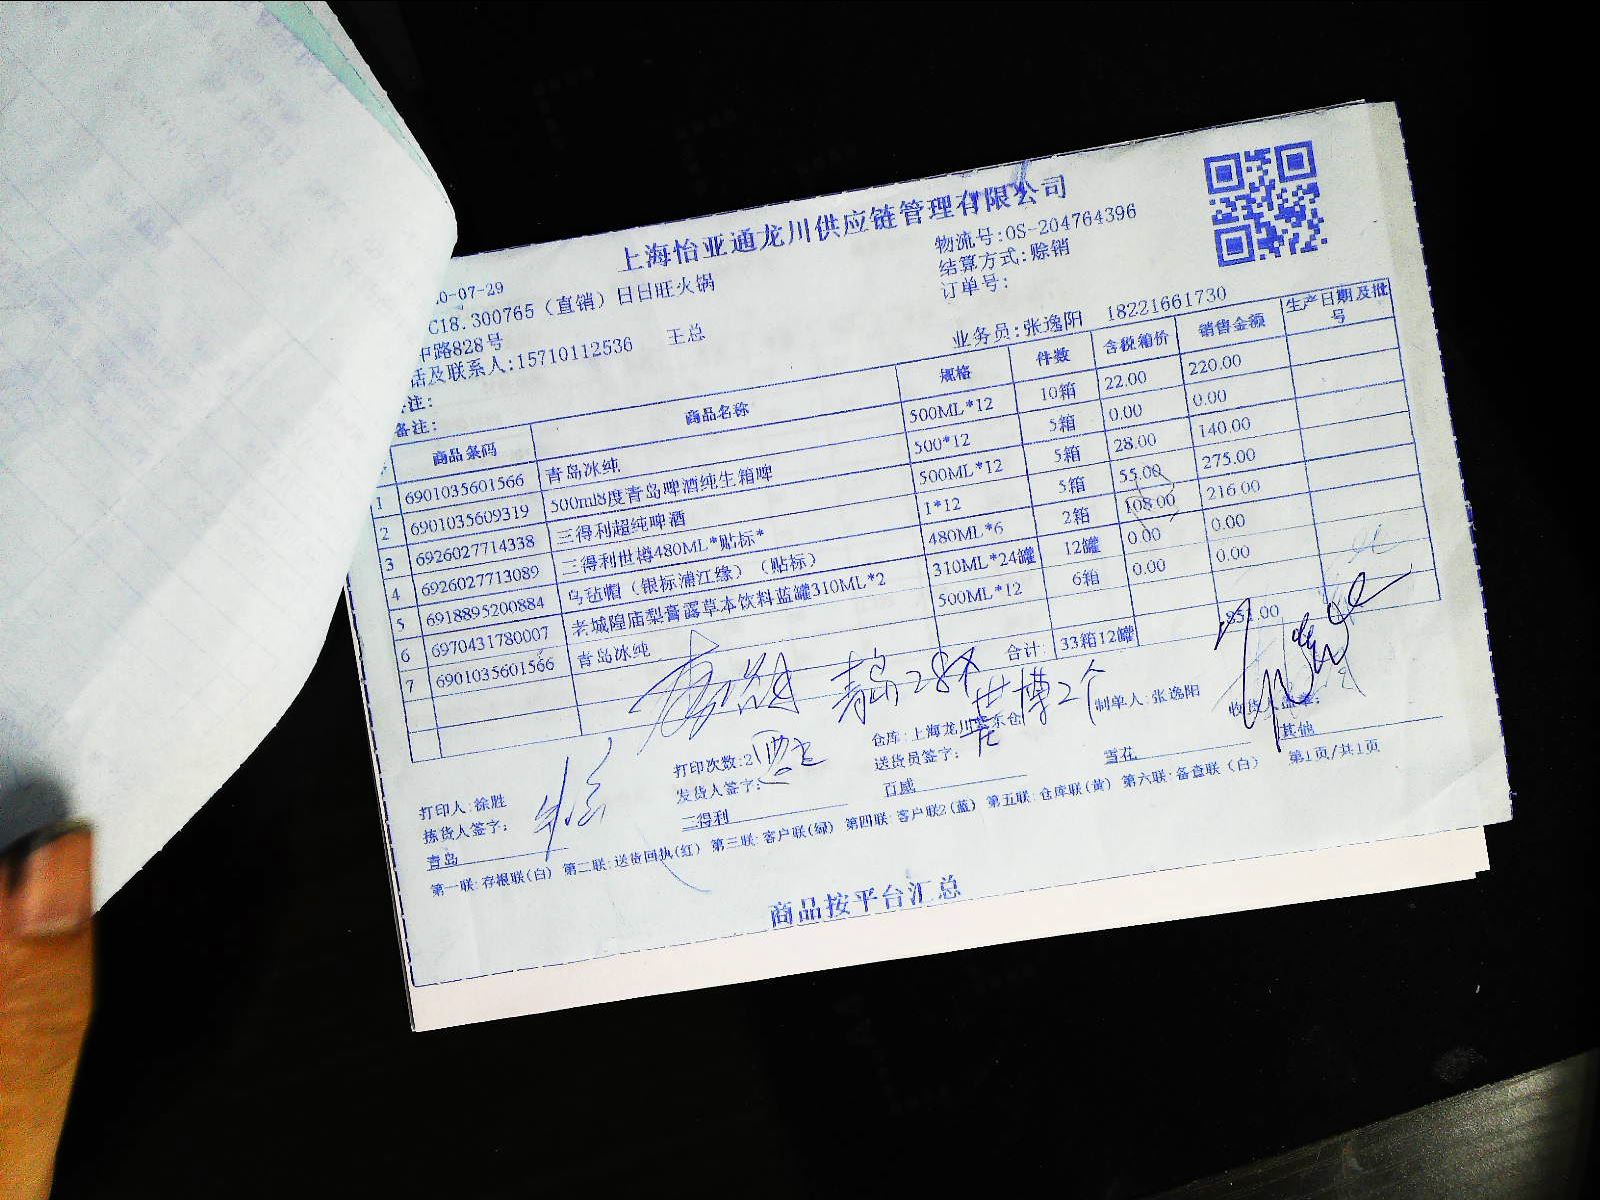 上海怡亚通龙川供应链管理有限公司
0-07-29
物流号:OS-204764396
C18.300765（直销）日日旺火锅
结算方式:赊销
中路828号
订单号:
话及联系人:15710112536 王总
业务员:张逸阳 18221661730
注:
备注:
商品条码 商品名称 规格 件数 含税箱价 销售金额 生产日期及批号
1 6901035601566 青岛冰纯 500ML*12 10箱 22.00 220.00
2 6901035609319 500ml8度青岛啤酒纯生箱啤 500*12 5箱 0.00 0.00
3 6926027714338 三得利超纯啤酒 500ML*12 5箱 28.00 140.00
4 6926027713089 三得利世樽480ML*贴标* 1*12 5箱 55.00 275.00
5 6918895200884 乌毡帽（银标浦江缘）（贴标） 480ML*6 2箱 108.00 216.00
6 6970431780007 老城隍庙梨膏露草本饮料蓝罐310ML*2 310ML*24罐 12罐 0.00 0.00
7 6901035601566 青岛冰纯 500ML*12 6箱 0.00 0.00
合计: 33箱12罐 851.00
青岛28
世博2个
打印人:徐胜 打印次数:2 仓库:上海龙川 东仓 制单人:张逸阳
拣货人签字: 发货人签字: 送货员签字:
青岛 三得利 百威 雪花 其他
第一联:存根联(白) 第二联:送货回执(红) 第三联:客户联(绿) 第四联:客户联2(蓝) 第五联:仓库联(黄) 第六联:备查联（白） 第1页/共1页
商品按平台汇总